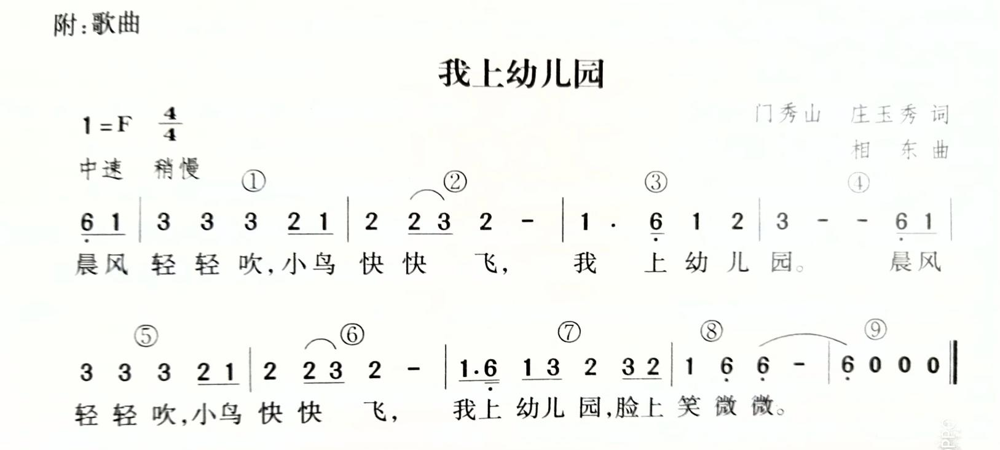 附:歌曲
我上幼儿园
1=F 4/4
门秀山 庄玉秀 词
相 东 曲
中速 稍慢
① ② ③ ④
6 1 | 3 3 3 2 1 | 2 2 3 2 - | 1 . 6 1 2 | 3 - - 6 1 |
晨风 轻 轻 吹,小鸟 快 快 飞, 我 上 幼 儿 园。 晨风
⑤ ⑥ ⑦ ⑧ ⑨
3 3 3 2 1 | 2 2 3 2 - | 1.6 1 3 2 3 2 | 1 6 6 - | 6 0 0 0 ‖
轻 轻 吹,小鸟 快 快 飞, 我上 幼儿 园,脸上 笑 微 微。
OPPO